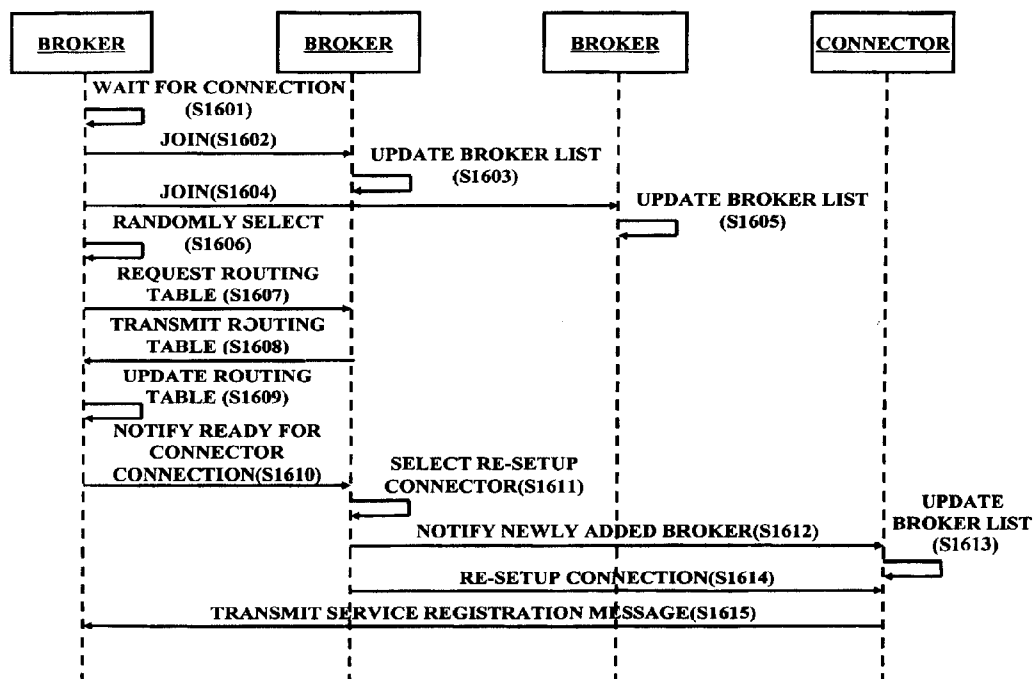 BROKER
BROKER
BROKER
CONNECTOR
WAIT FOR CONNECTION
(S1601)
JOIN(S1602)
UPDATE BROKER LIST
(S1603)
JOIN(S1604)
UPDATE BROKER LIST
(S1605)
RANDOMLY SELECT
(S1606)
REQUEST ROUTING
TABLE (S1607)
TRANSMIT ROUTING
TABLE (S1608)
UPDATE ROUTING
TABLE (S1609)
NOTIFY READY FOR
CONNECTOR
CONNECTION(S1610)
SELECT RE-SETUP
CONNECTOR(S1611)
NOTIFY NEWLY ADDED BROKER(S1612)
UPDATE
BROKER LIST
(S1613)
RE-SETUP CONNECTION(S1614)
TRANSMIT SERVICE REGISTRATION MESSAGE(S1615)